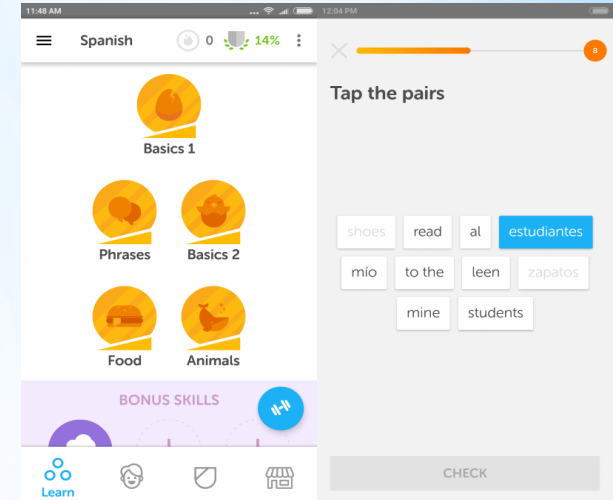 11:48 AM
Spanish 0 14%
Basics 1
Phrases Basics 2
Food Animals
BONUS SKILLS
Learn
12:04 PM
8
Tap the pairs
shoes read al estudiantes
mío to the leen zapatos
mine students
CHECK